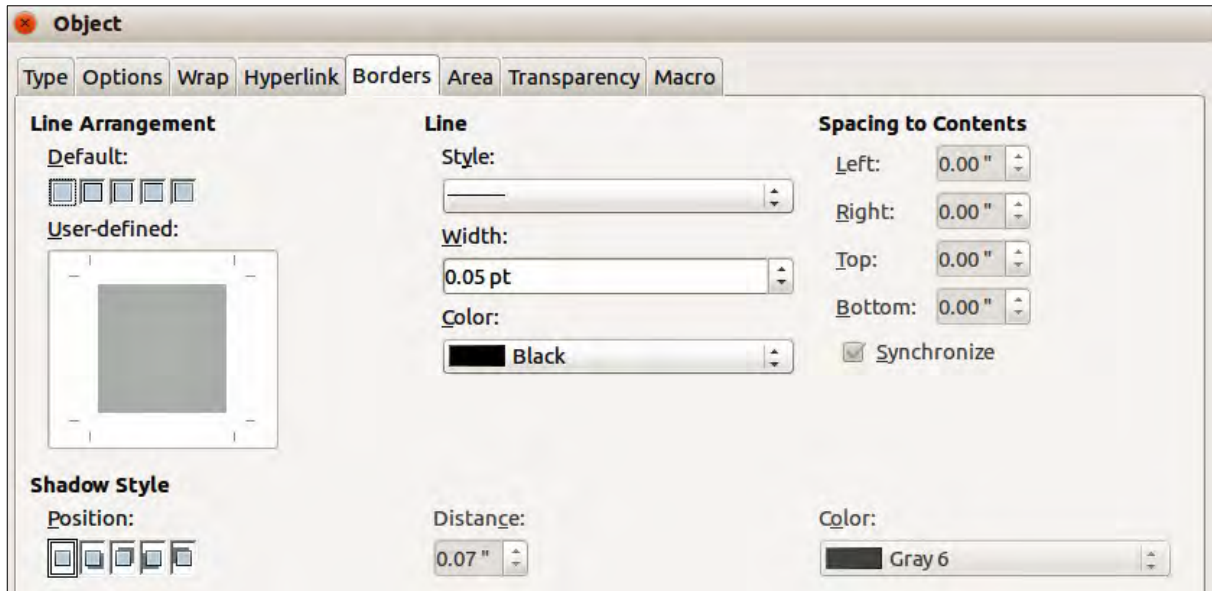 Object
Type Options Wrap Hyperlink Borders Area Transparency Macro
Line Arrangement
Default:
User-defined:
Line
Style:
Width:
0.05 pt
Color:
Black
Spacing to Contents
Left: 0.00 "
Right: 0.00 "
Top: 0.00 "
Bottom: 0.00 "
Synchronize
Shadow Style
Position:
Distance:
0.07 "
Color:
Gray 6